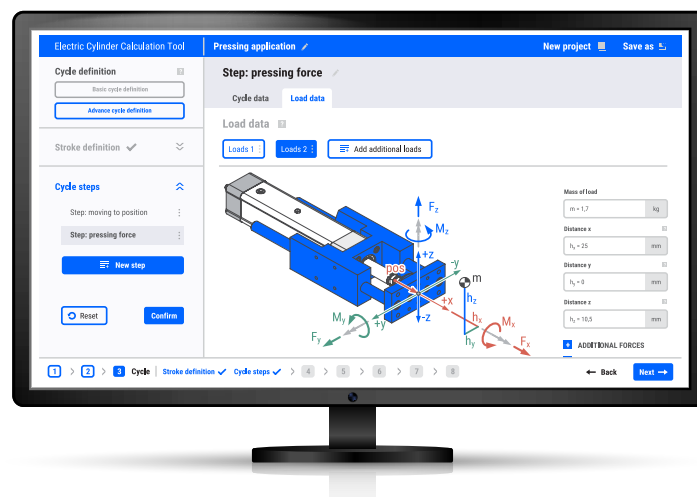 Electric Cylinder Calculation Tool
Pressing application
New project
Save as
Cycle definition
Basic cycle definition
Advance cycle definition
Stroke definition
Cycle steps
Step: moving to position
Step: pressing force
New step
Reset
Confirm
Step: pressing force
Cycle data
Load data
Load data
Loads 1
Loads 2
Add additional loads
Fz
Mz
+z
-y
pos
m
hz
+x
-z
+y
hx
My
Fy
hy
Mx
Fx
Mass of load
m = 1,7 kg
Distance x
hx = 25 mm
Distance y
hy = 0 mm
Distance z
hx = 10,5 mm
ADDITIONAL FORCES
1 > 2 > 3 Cycle | Stroke definition Cycle steps > 4 > 5 > 6 > 7 > 8
Back
Next